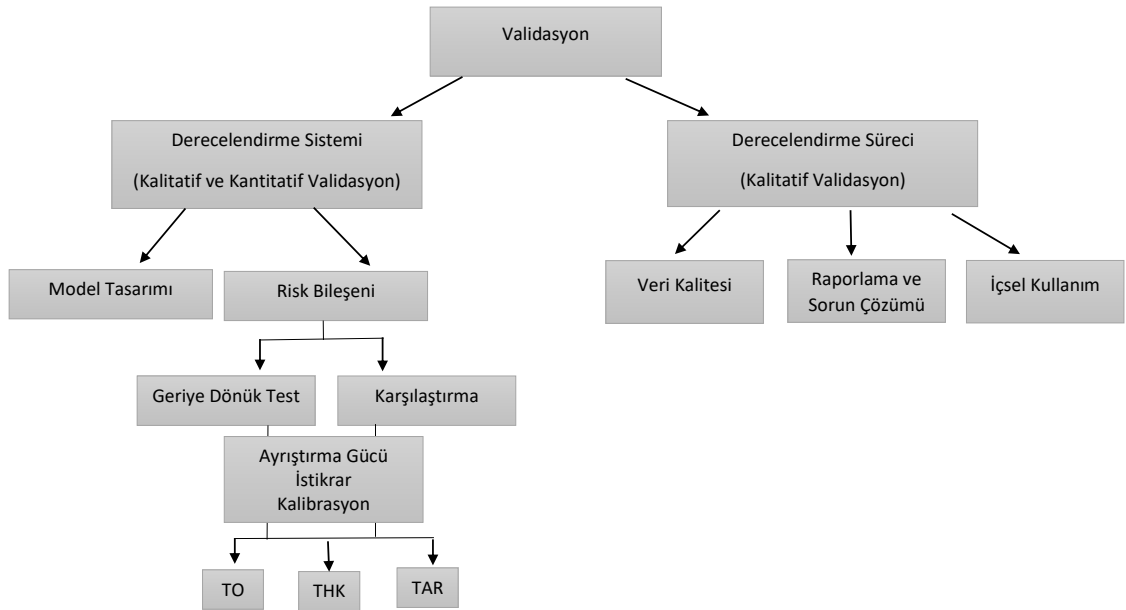 Validasyon
Derecelendirme Sistemi
(Kalitatif ve Kantitatif Validasyon)
Derecelendirme Süreci
(Kalitatif Validasyon)
Model Tasarımı
Risk Bileşeni
Veri Kalitesi
Raporlama ve
Sorun Çözümü
İçsel Kullanım
Geriye Dönük Test
Karşılaştırma
Ayrıştırma Gücü
İstikrar
Kalibrasyon
TO
THK
TAR